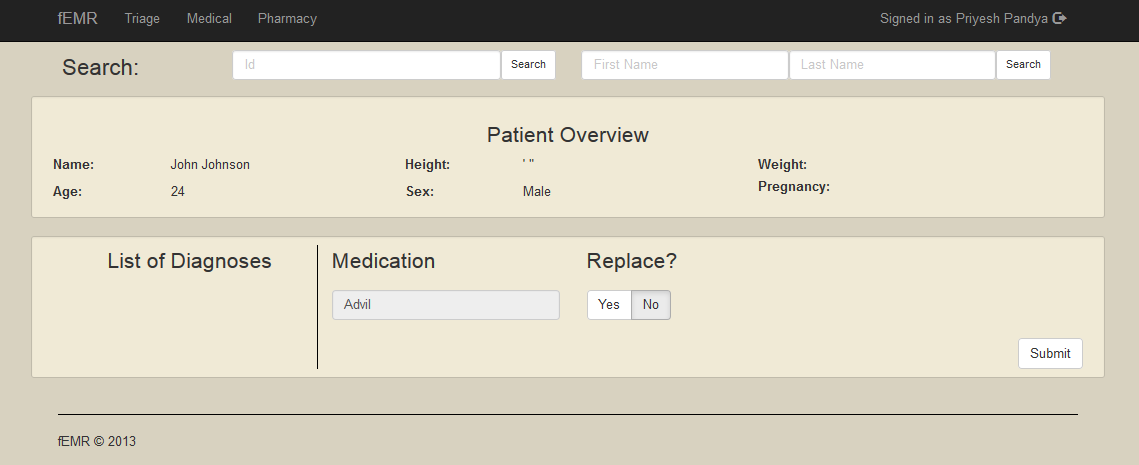 fEMR Triage Medical Pharmacy Signed in as Priyesh Pandya
Search: Id Search First Name Last Name Search
Patient Overview
Name: John Johnson Height: ' " Weight:
Age: 24 Sex: Male Pregnancy:
List of Diagnoses Medication Replace?
Advil Yes No
Submit
fEMR © 2013